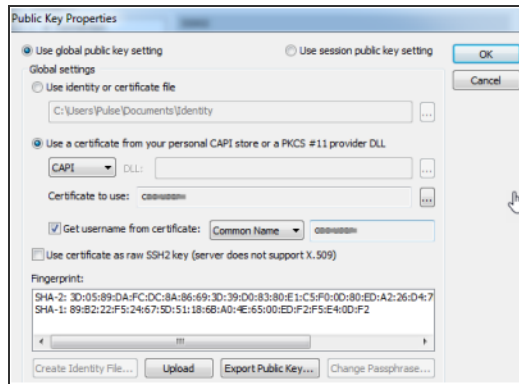 Public Key Properties
Use global public key setting
Use session public key setting
OK
Global settings
Cancel
Use identity or certificate file
C:\Users\Pulse\Documents\Identity
...
Use a certificate from your personal CAPI store or a PKCS #11 provider DLL
CAPI
DLL:
...
Certificate to use:
...
Get username from certificate:
Common Name
Use certificate as raw SSH2 key (server does not support X.509)
Fingerprint:
SHA-2: 3D:05:89:DA:FC:DC:8A:86:69:3D:39:D0:83:80:E1:C5:F0:0D:80:ED:A2:26:D4:7
SHA-1: 89:B2:22:F5:24:67:5D:51:18:6B:A0:4E:65:00:ED:F2:F5:E4:0D:F2
Create Identity File...
Upload
Export Public Key...
Change Passphrase...